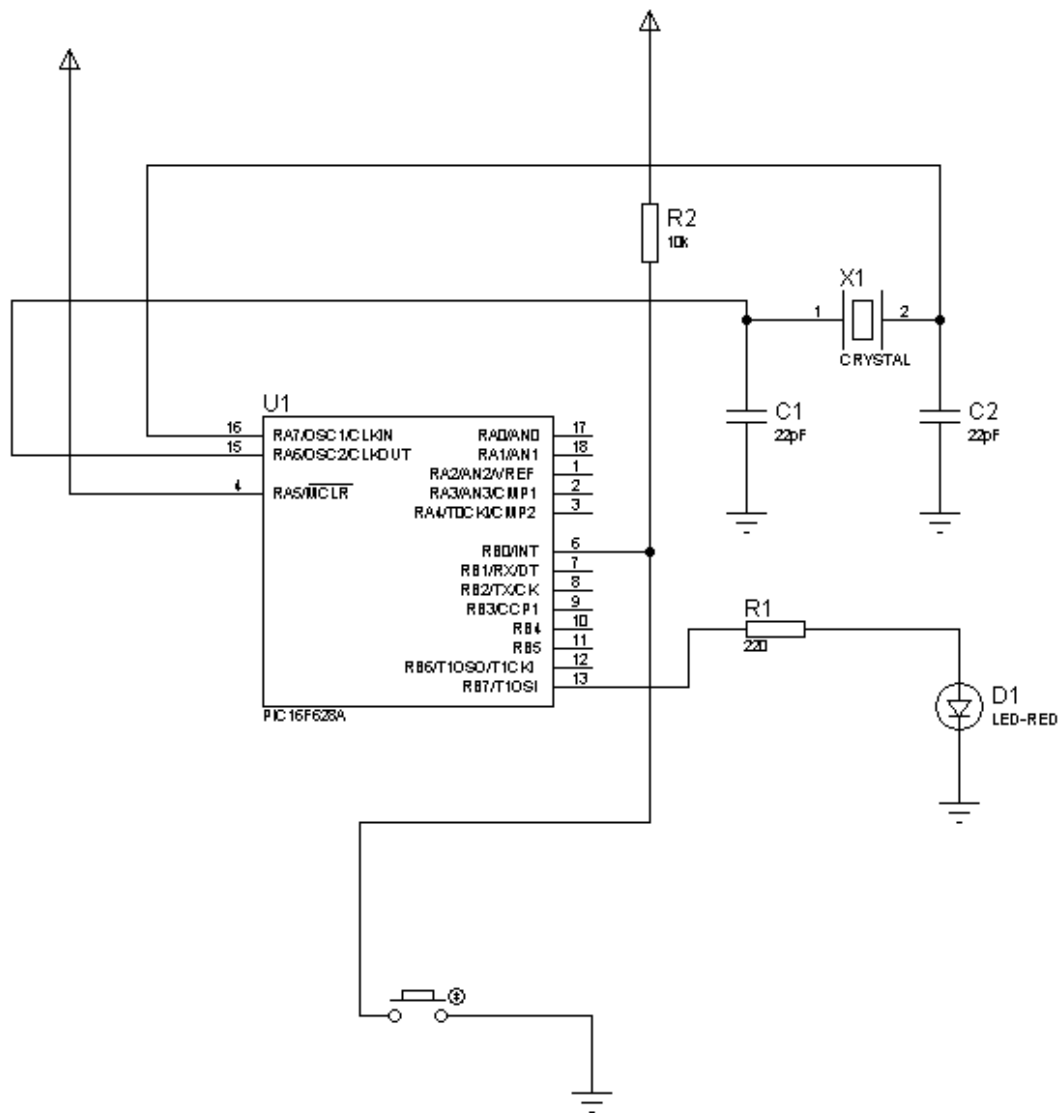 R2
10k
X1
1
2
CRYSTAL
C1
22pF
C2
22pF
U1
16
RA7/OSC1/CLKIN
RA0/AN0
17
15
RA6/OSC2/CLKOUT
RA1/AN1
18
RA2/AN2/VREF
1
4
RA5/MCLR
RA3/AN3/CMP1
2
RA4/T0CKI/CMP2
3
RB0/INT
6
RB1/RX/DT
7
RB2/TX/CK
8
RB3/CCP1
9
RB4
10
RB5
11
RB6/T1OSO/T1CKI
12
RB7/T1OSI
13
PIC16F628A
R1
220
D1
LED-RED